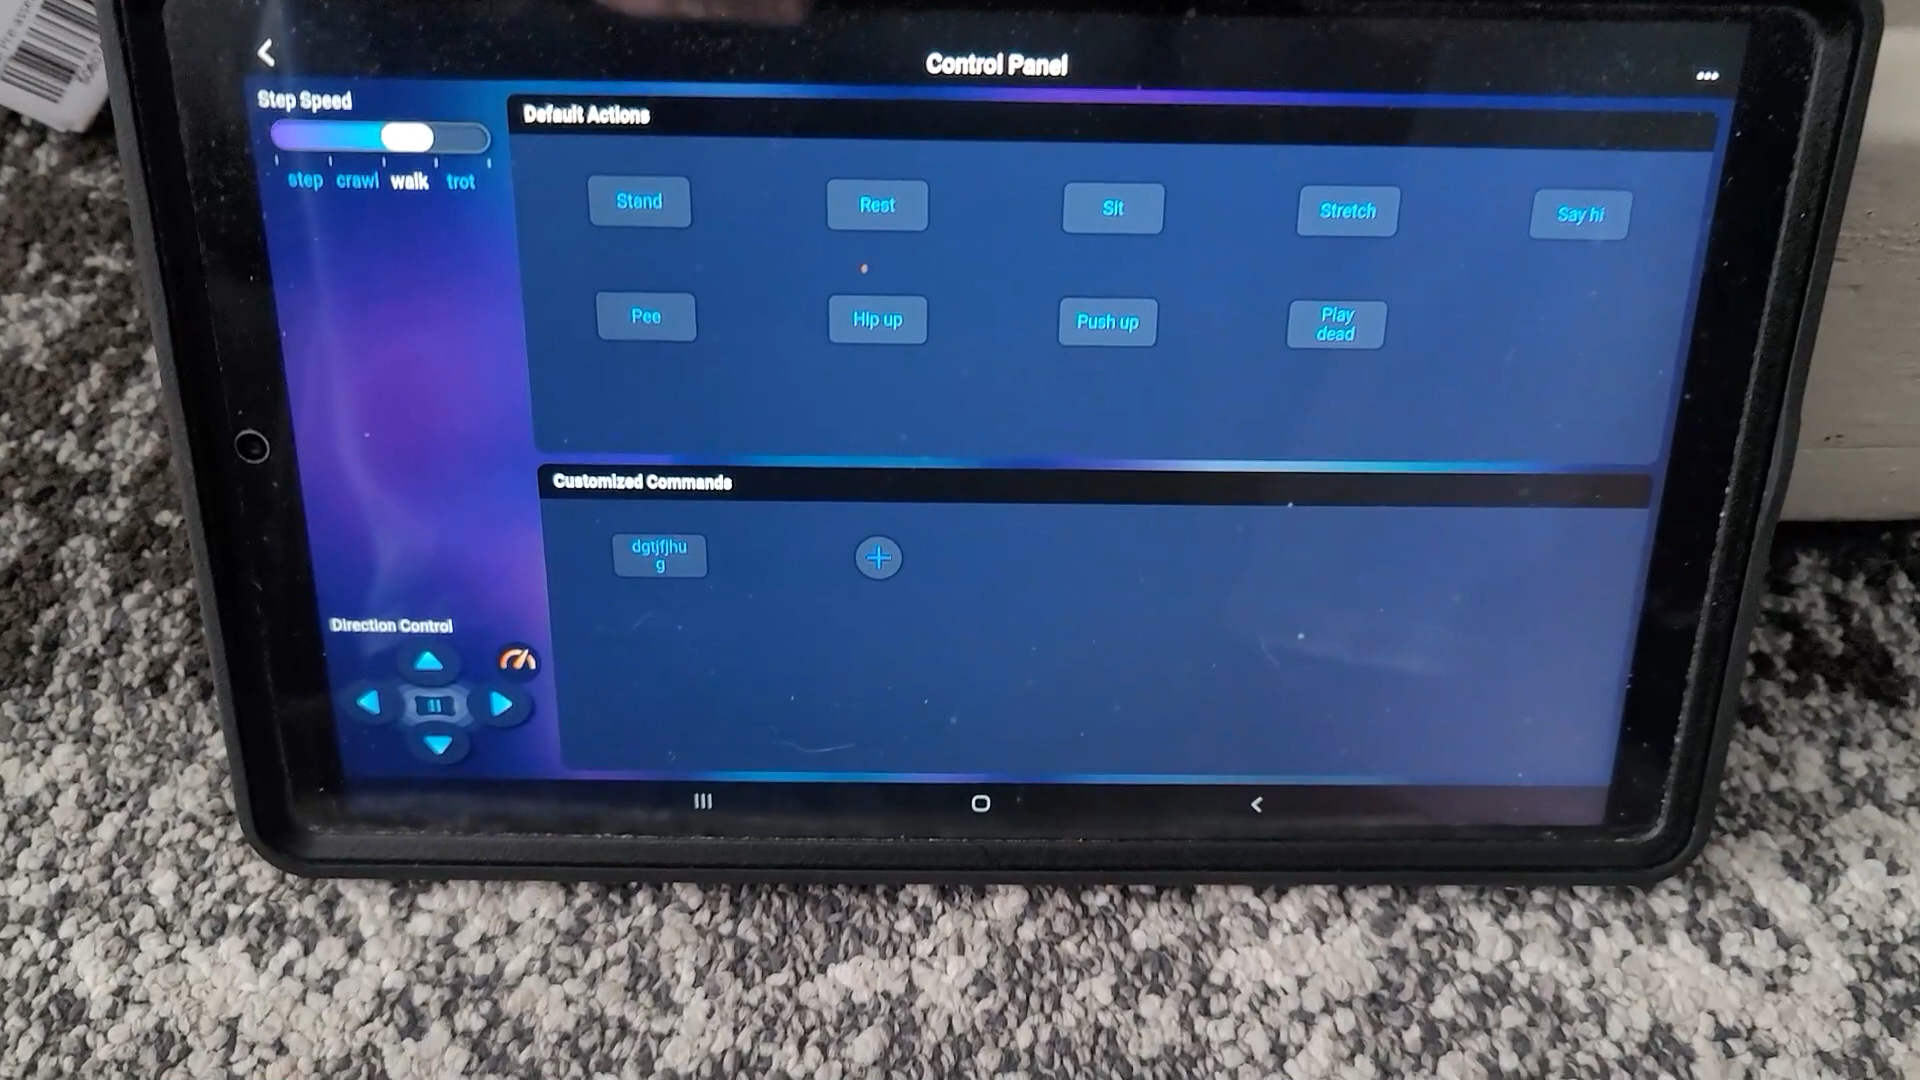 Control Panel
Step Speed
step crawl walk trot
Default Actions
Stand
Rest
Sit
Stretch
Say hi
Pee
Hip up
Push up
Play
dead
Customized Commands
dgtjfjhu
g
Direction Control